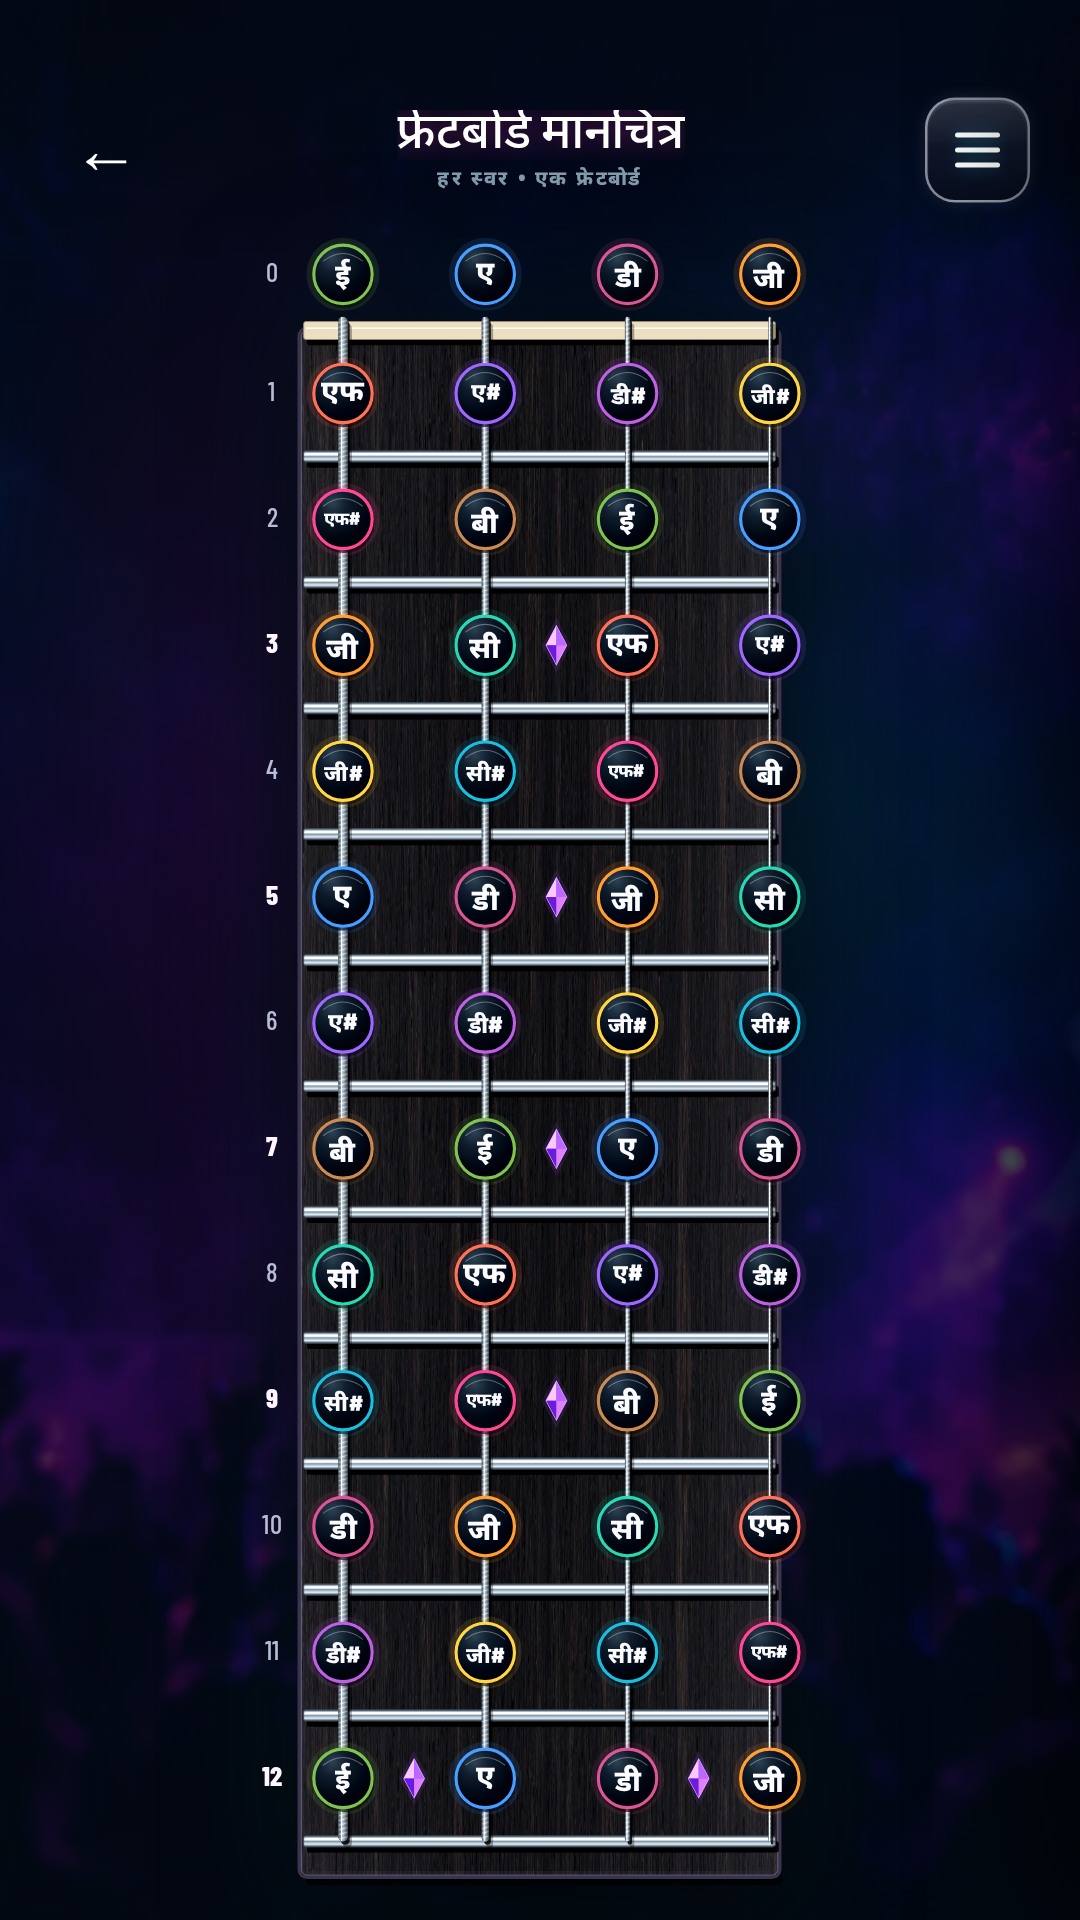 फ्रेटबोर्ड मानचित्र
हर स्वर • एक फ्रेटबोर्ड
0 ई ए डी जी
1 एफ ए# डी# जी#
2 एफ# बी ई ए
3 जी सी एफ ए#
4 जी# सी# एफ# बी
5 ए डी जी सी
6 ए# डी# जी# सी#
7 बी ई ए डी
8 सी एफ ए# डी#
9 सी# एफ# बी ई
10 डी जी सी एफ
11 डी# जी# सी# एफ#
12 ई ए डी जी